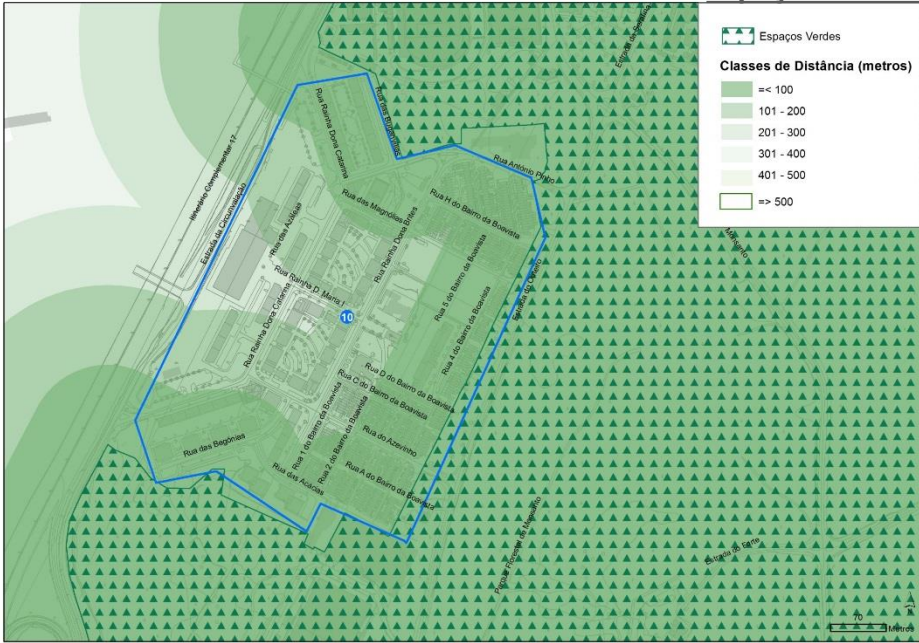 Espaços Verdes
Classes de Distância (metros)
=< 100
101 - 200
201 - 300
301 - 400
401 - 500
=> 500
Estrada do Outeiro
Monsanto
Itinerário Complementar 17
Estrada da Circunvalação
Rua das Azáleas
Rua Rainha Dona Catarina
Rua das Magnólias
Rua António Pinho
Rua H do Bairro da Boavista
Rua Rainha Dona Brites
Rua Rainha D. Maria I
Rua Rainha Dona Catarina
10
Rua 5 do Bairro da Boavista
Rua 4 do Bairro da Boavista
Rua D do Bairro da Boavista
Rua C do Bairro da Boavista
Rua do Azevinho
Rua 1 do Bairro da Boavista
Rua 2 do Bairro da Boavista
Rua A do Bairro da Boavista
Rua das Acácias
Rua das Begónias
Parque Florestal de Monsanto
Estrada do Forte
70
Metros